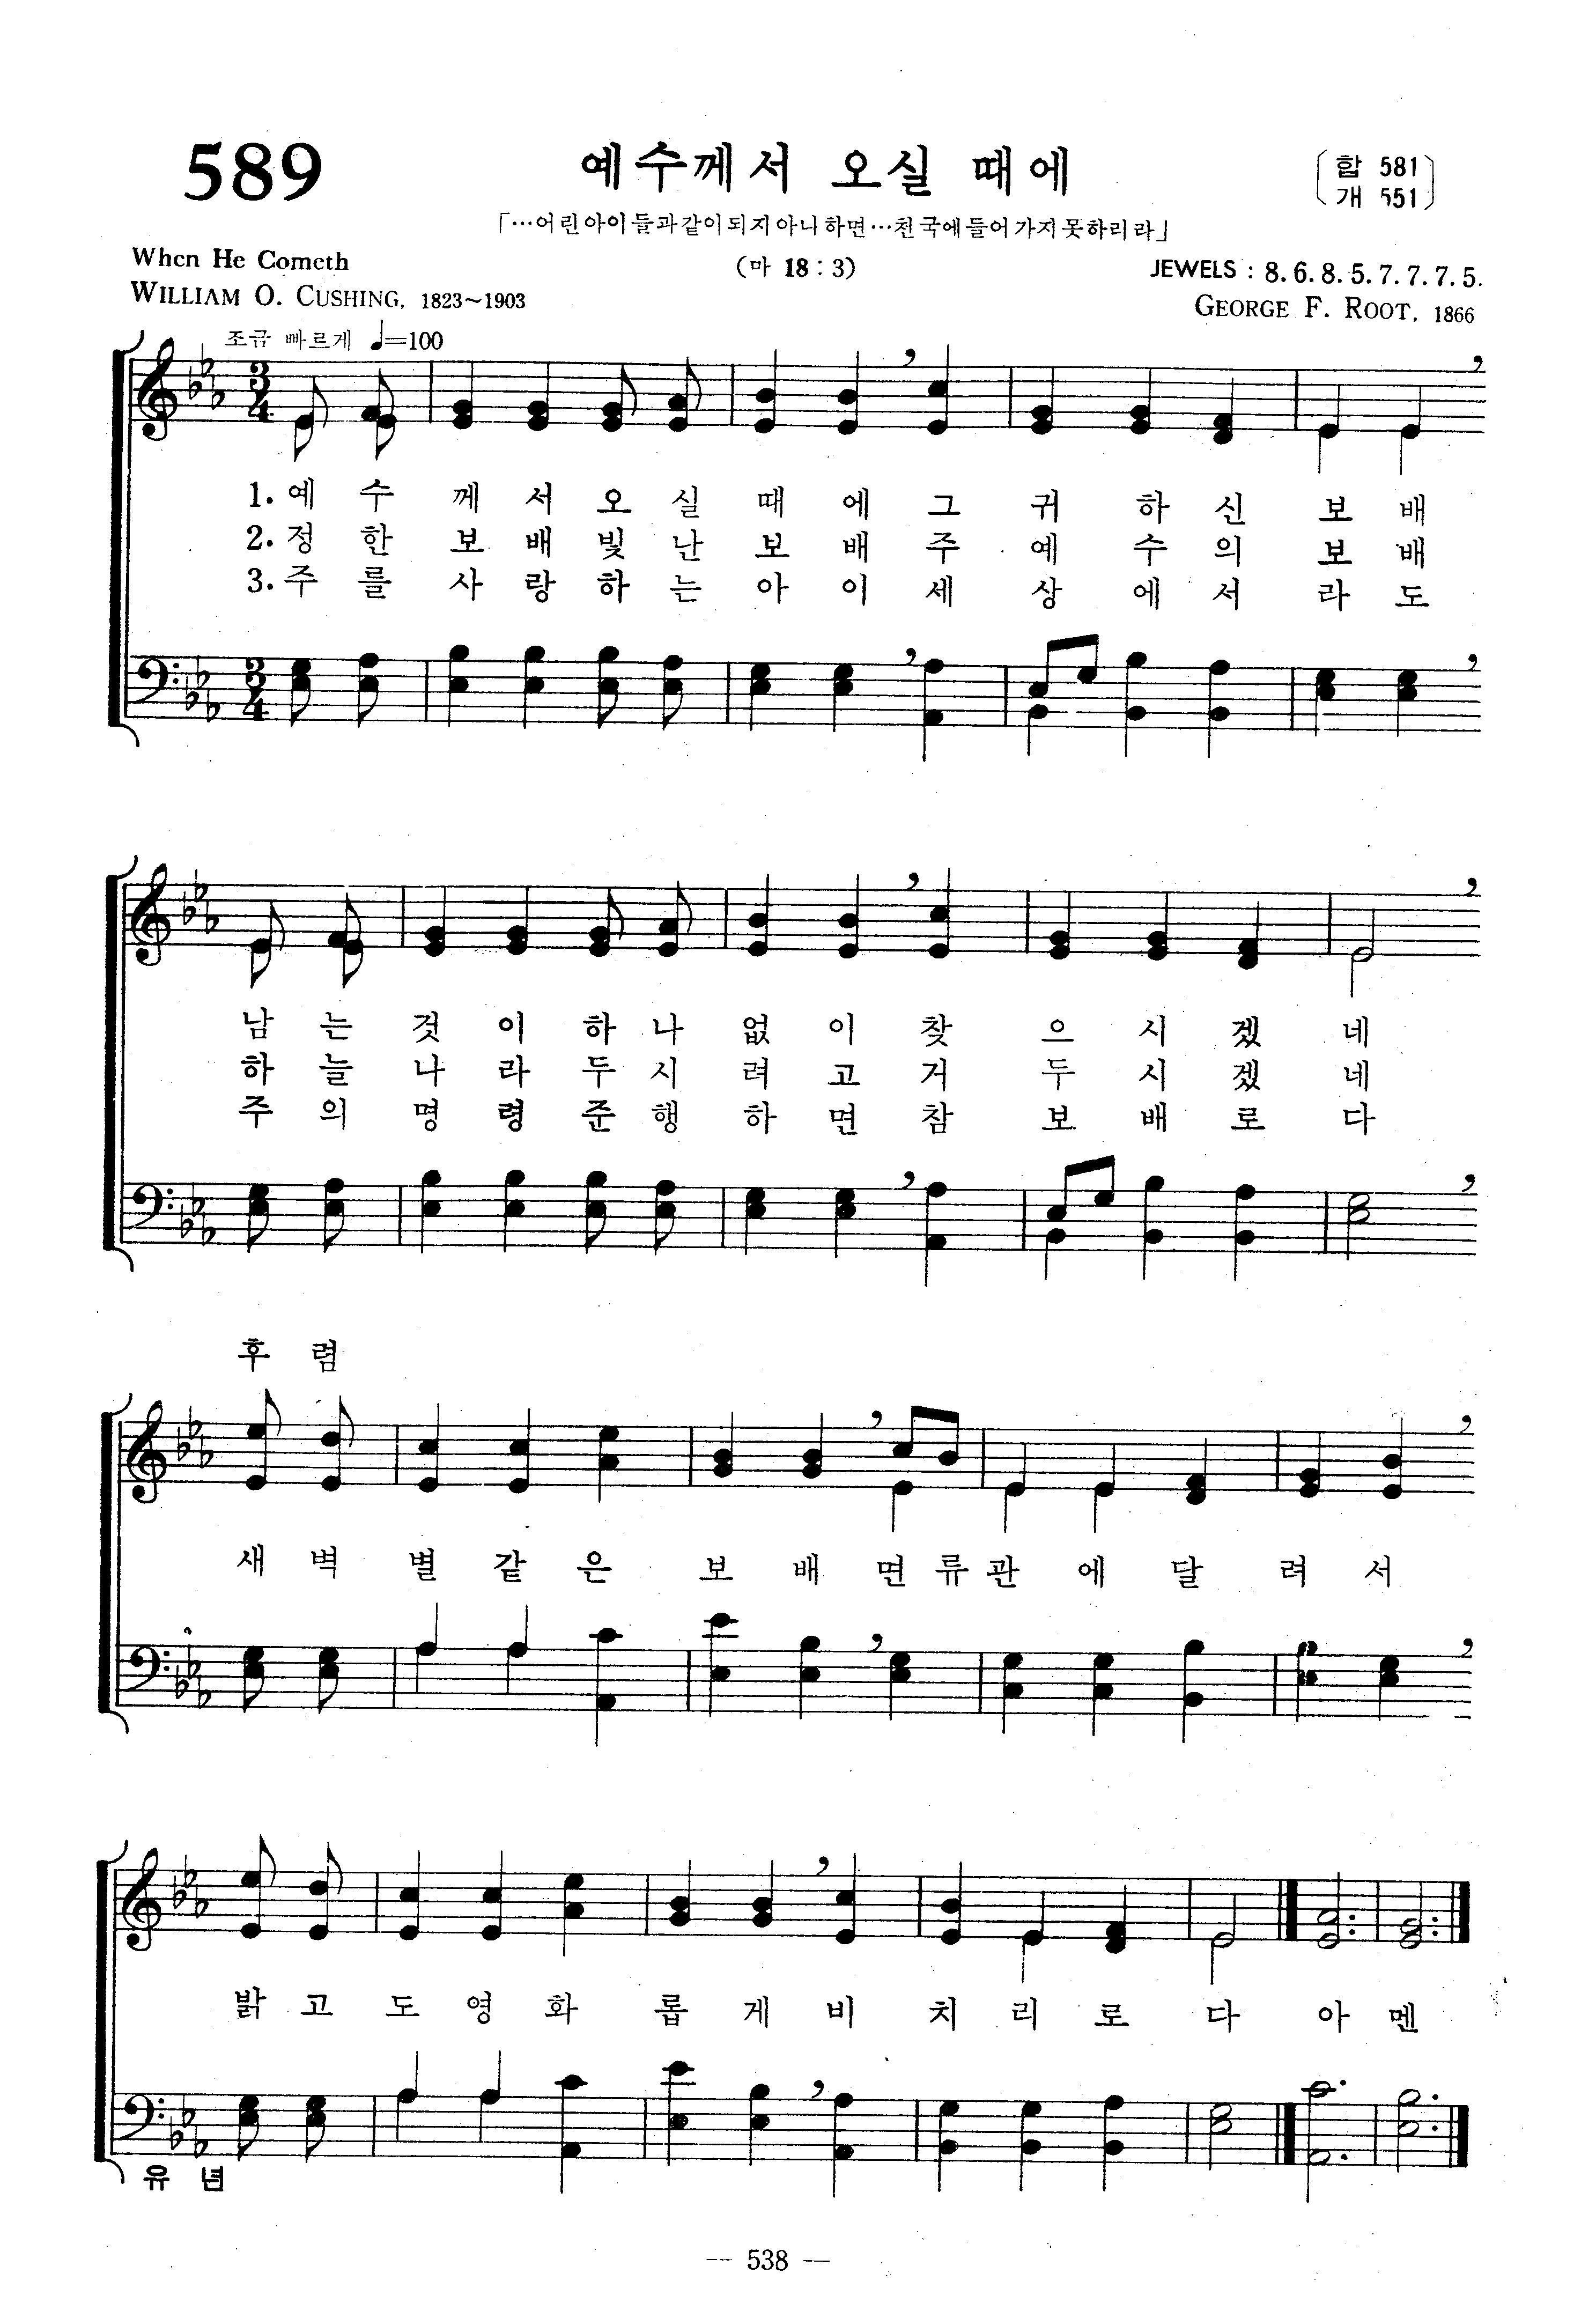 589
예수께서 오실 때에
합 581
개 551
「…어린아이들과같이되지아니하면…천국에들어가지못하리라」
When He Cometh
(마 18 : 3)
JEWELS : 8. 6. 8. 5. 7. 7. 7. 5.
WILLIAM O. CUSHING, 1823~1903
GEORGE F. ROOT, 1866
조금 빠르게 ♩=100
3/4
1. 예 수 께 서 오 실 때 에 그 귀 하 신 보 배
2. 정 한 보 배 빛 난 보 배 주 예 수 의 보 배
3. 주 를 사 랑 하 는 아 이 세 상 에 서 라 도
3/4
남 는 것 이 하 나 없 이 찾 으 시 겠 네
하 늘 나 라 두 시 려 고 거 두 시 겠 네
주 의 명 령 준 행 하 면 참 보 배 로 다
후 렴
새 벽 별 같 은 보 배 면 류 관 에 달 려 서
밝 고 도 영 화 롭 게 비 치 리 로 다 아 멘
유 년
— 538 —